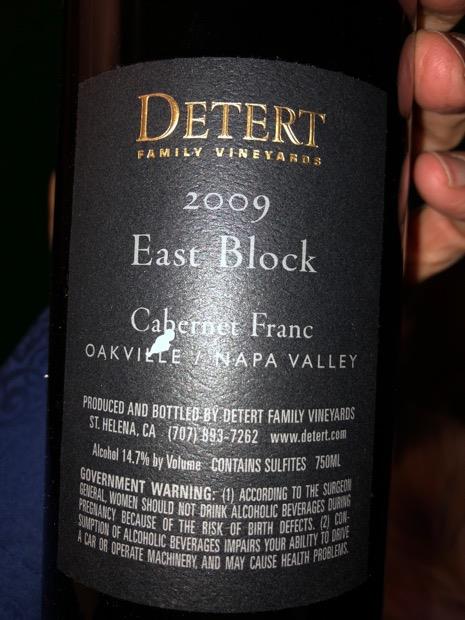 DETERT
FAMILY VINEYARDS
2009
East Block
Cabernet Franc
OAKVILLE / NAPA VALLEY
PRODUCED AND BOTTLED BY DETERT FAMILY VINEYARDS
ST. HELENA, CA (707) 893-7262 www.detert.com
Alcohol 14.7% by Volume CONTAINS SULFITES 750ML
GOVERNMENT WARNING: (1) ACCORDING TO THE SURGEON
GENERAL WOMEN SHOULD NOT DRINK ALCOHOLIC BEVERAGES DURING
PREGNANCY BECAUSE OF THE RISK OF BIRTH DEFECTS. (2) CON-
SUMPTION OF ALCOHOLIC BEVERAGES IMPAIRS YOUR ABILITY TO DRIVE
A CAR OR OPERATE MACHINERY, AND MAY CAUSE HEALTH PROBLEMS.